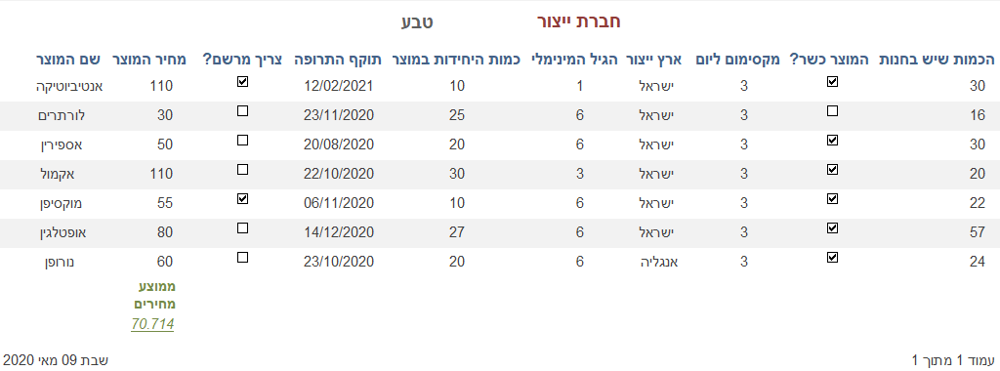 חברת ייצור טבע
הכמות שיש בחנות המוצר כשר? מקסימום ליום ארץ ייצור הגיל המינימלי כמות היחידות במוצר תוקף התרופה צריך מרשם? מחיר המוצר שם המוצר
30 3 ישראל 1 10 12/02/2021 110 אנטיביוטיקה
16 3 ישראל 6 25 23/11/2020 30 לורתרים
30 3 ישראל 6 20 20/08/2020 50 אספירין
20 3 ישראל 3 30 22/10/2020 110 אקמול
22 3 ישראל 6 10 06/11/2020 55 מוקסיפן
57 3 ישראל 6 27 14/12/2020 80 אופטלגין
24 3 אנגליה 6 20 23/10/2020 60 נורופן
ממוצע
מחירים
70.714
עמוד 1 מתוך 1 שבת 09 מאי 2020